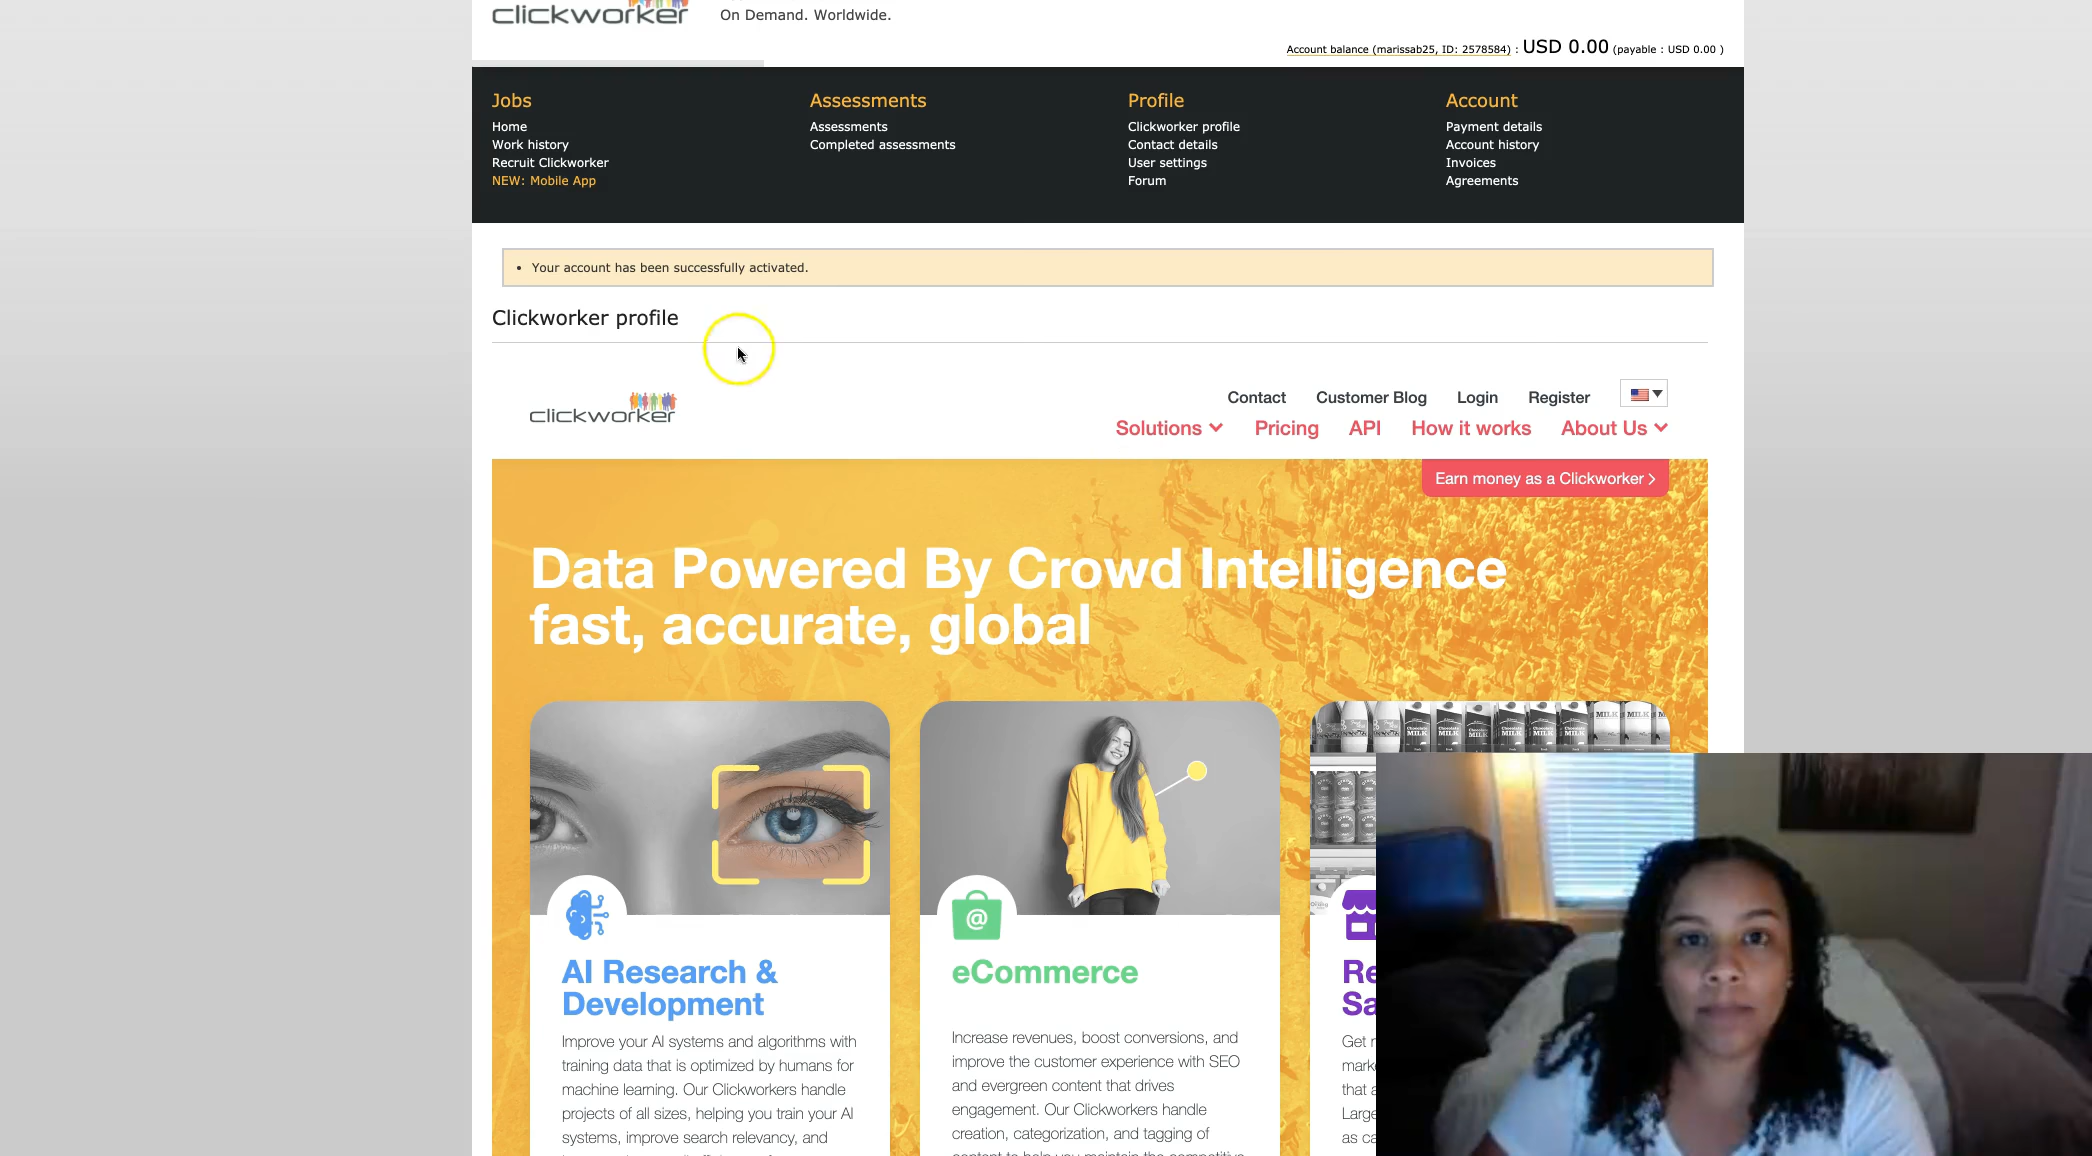 clickworker
On Demand. Worldwide.
Account balance (marissab25, ID: 2578584) : USD 0.00 (payable : USD 0.00 )
Jobs
Home
Work history
Recruit Clickworker
NEW: Mobile App
Assessments
Assessments
Completed assessments
Profile
Clickworker profile
Contact details
User settings
Forum
Account
Payment details
Account history
Invoices
Agreements
• Your account has been successfully activated.
Clickworker profile
clickworker
Contact Customer Blog Login Register
Solutions Pricing API How it works About Us
Earn money as a Clickworker >
Data Powered By Crowd Intelligence
fast, accurate, global
AI Research &
Development
Improve your AI systems and algorithms with
training data that is optimized by humans for
machine learning. Our Clickworkers handle
projects of all sizes, helping you train your AI
systems, improve search relevancy, and
@
eCommerce
Increase revenues, boost conversions, and
improve the customer experience with SEO
and evergreen content that drives
engagement. Our Clickworkers handle
creation, categorization, and tagging of
MILK MILK MILK MILK MILK
Re
Sa
Get r
marke
that a
Large
as ca